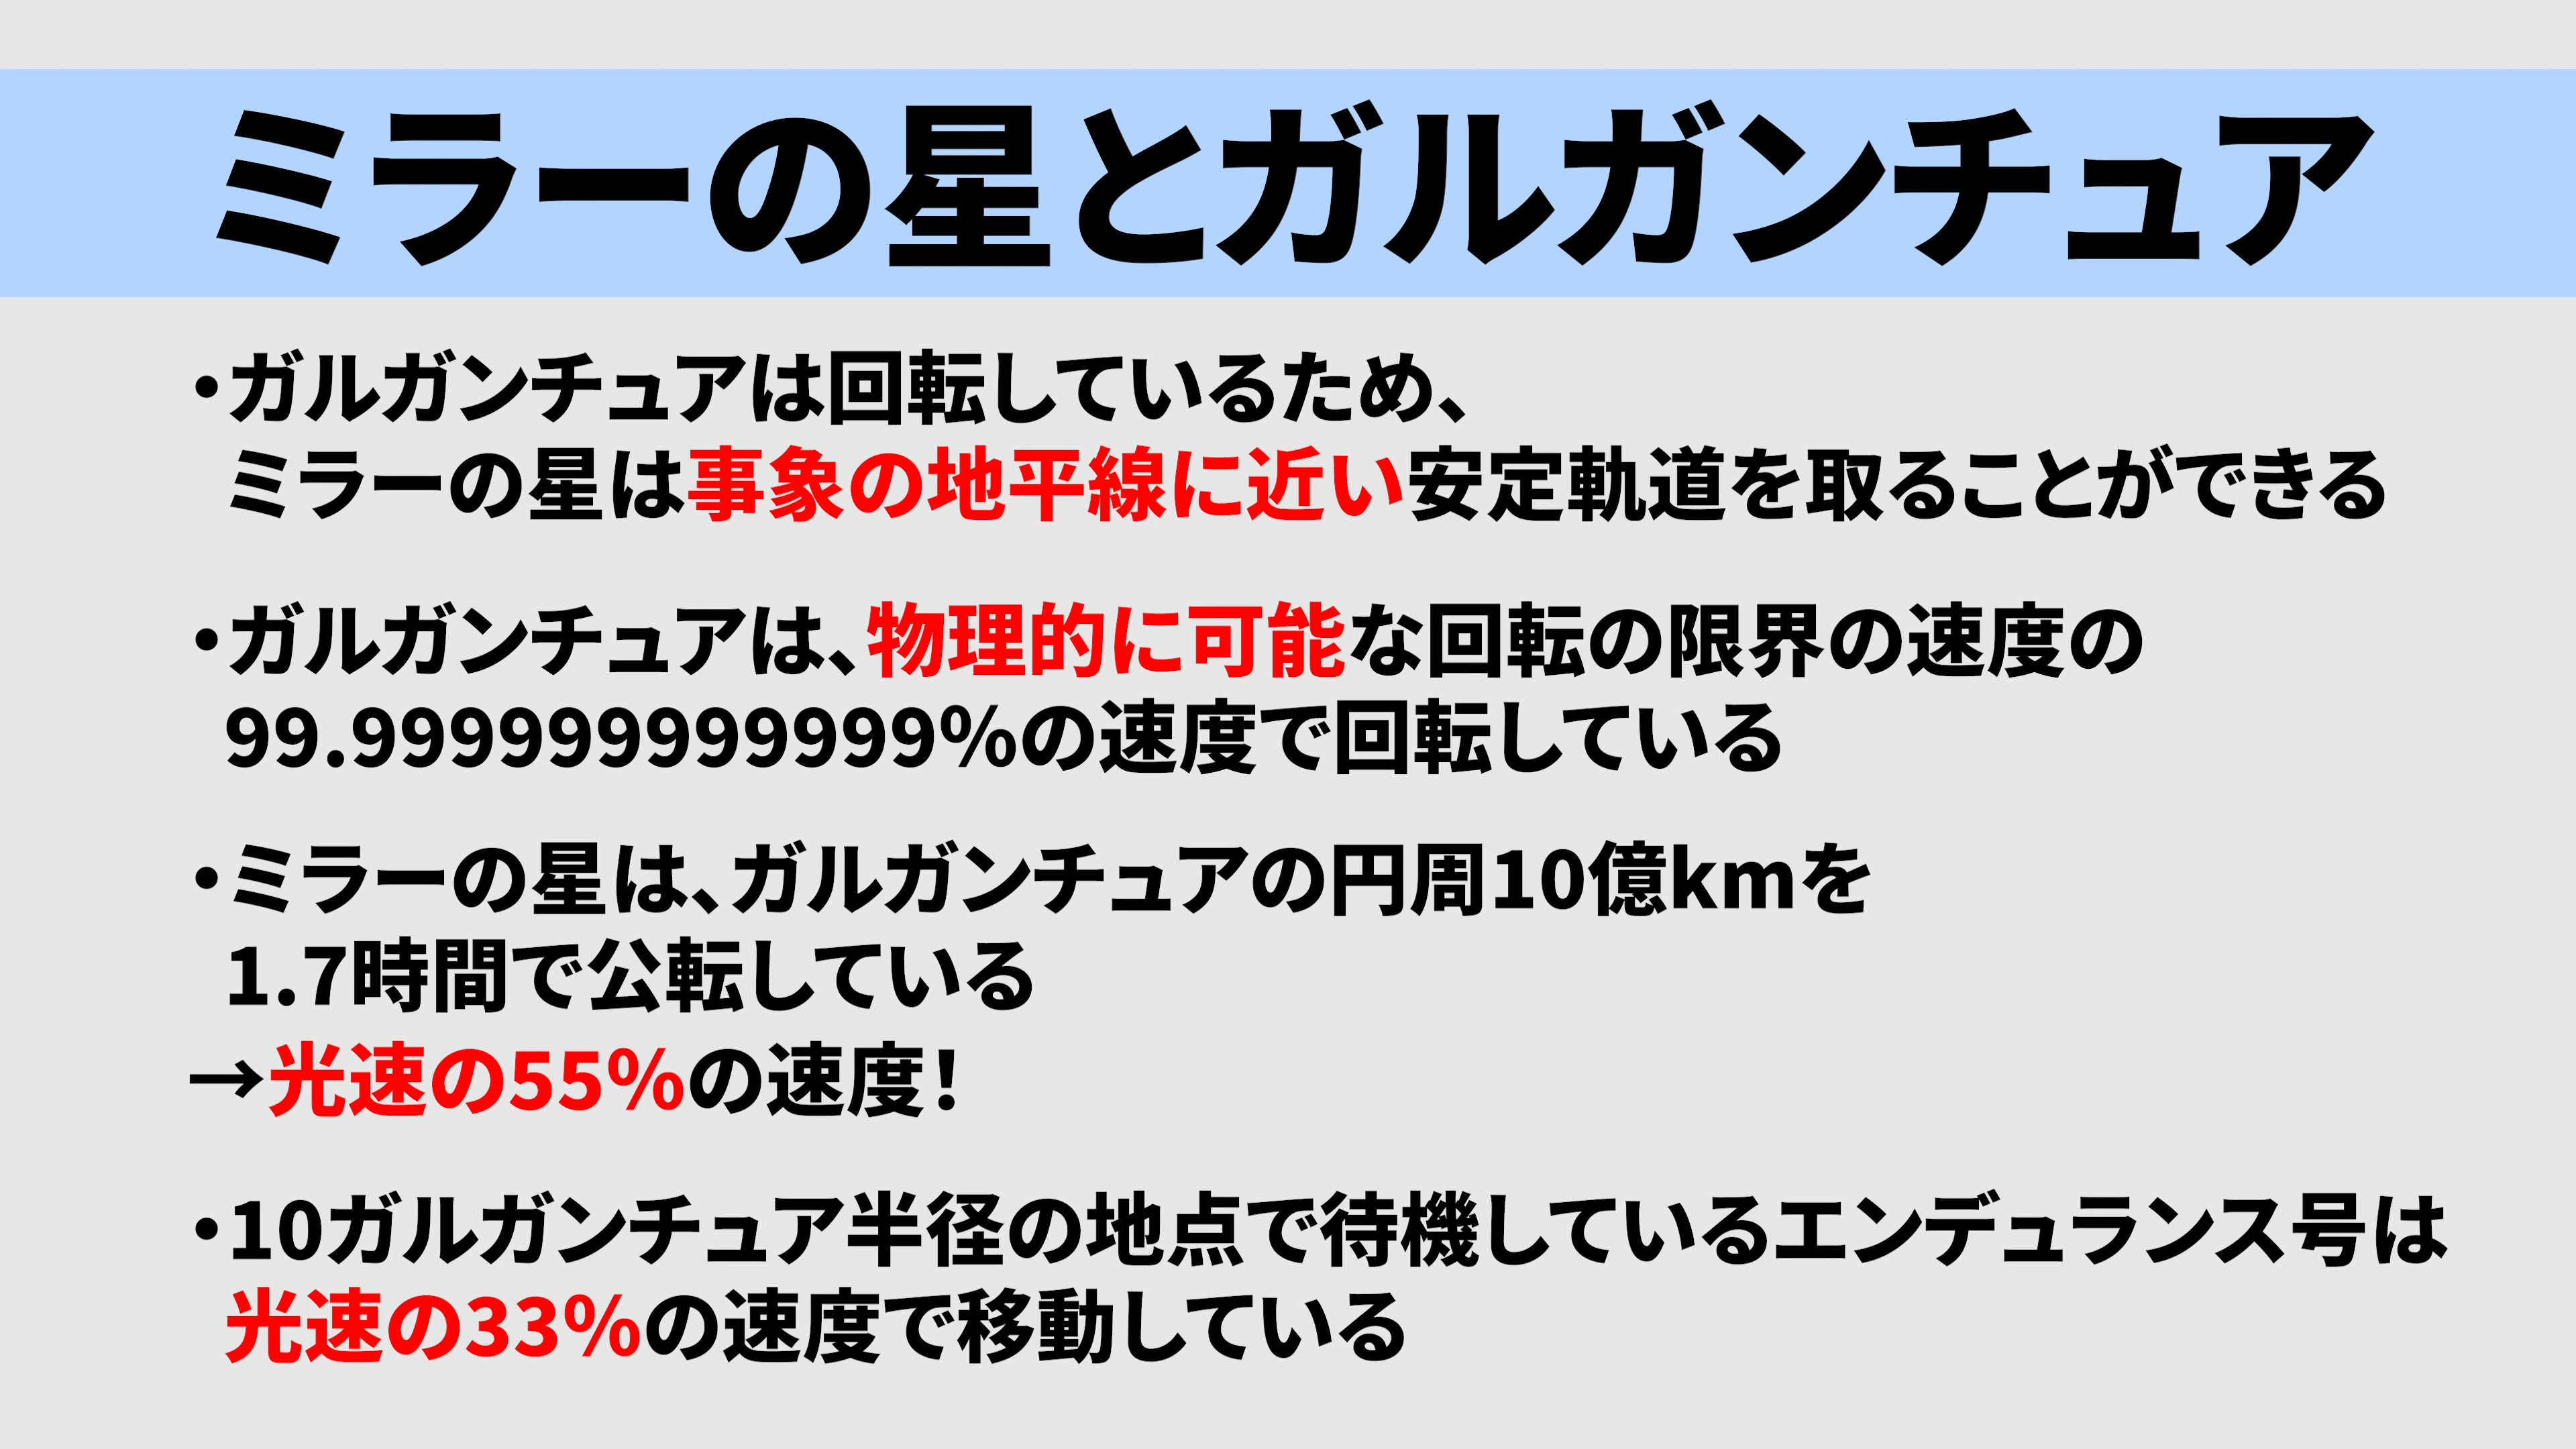 ミラーの星とガルガンチュア
・ガルガンチュアは回転しているため、
ミラーの星は事象の地平線に近い安定軌道を取ることができる
・ガルガンチュアは、物理的に可能な回転の限界の速度の
99.999999999999%の速度で回転している
・ミラーの星は、ガルガンチュアの円周10億kmを
1.7時間で公転している
→光速の55%の速度！
・10ガルガンチュア半径の地点で待機しているエンデュランス号は
光速の33%の速度で移動している